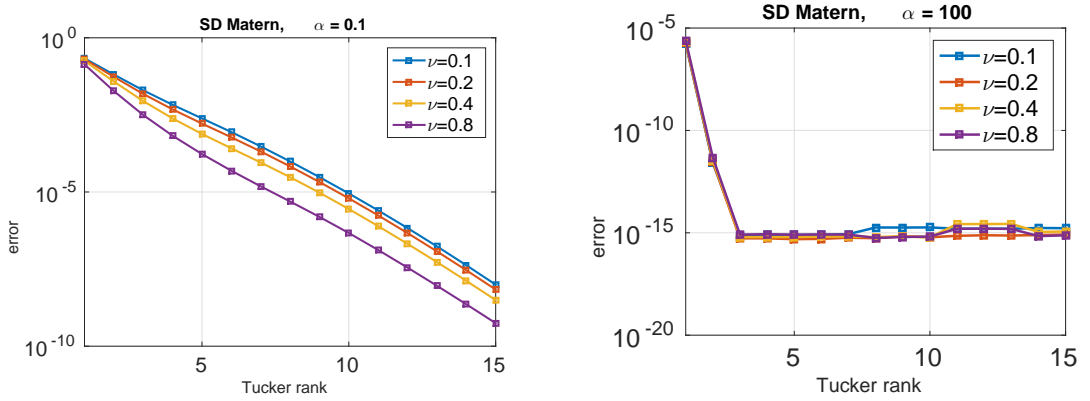 SD Matern, α = 0.1
10^0
10^-5
10^-10
error
5
10
15
Tucker rank
ν=0.1
ν=0.2
ν=0.4
ν=0.8
SD Matern, α = 100
10^-5
10^-10
10^-15
10^-20
error
5
10
15
Tucker rank
ν=0.1
ν=0.2
ν=0.4
ν=0.8